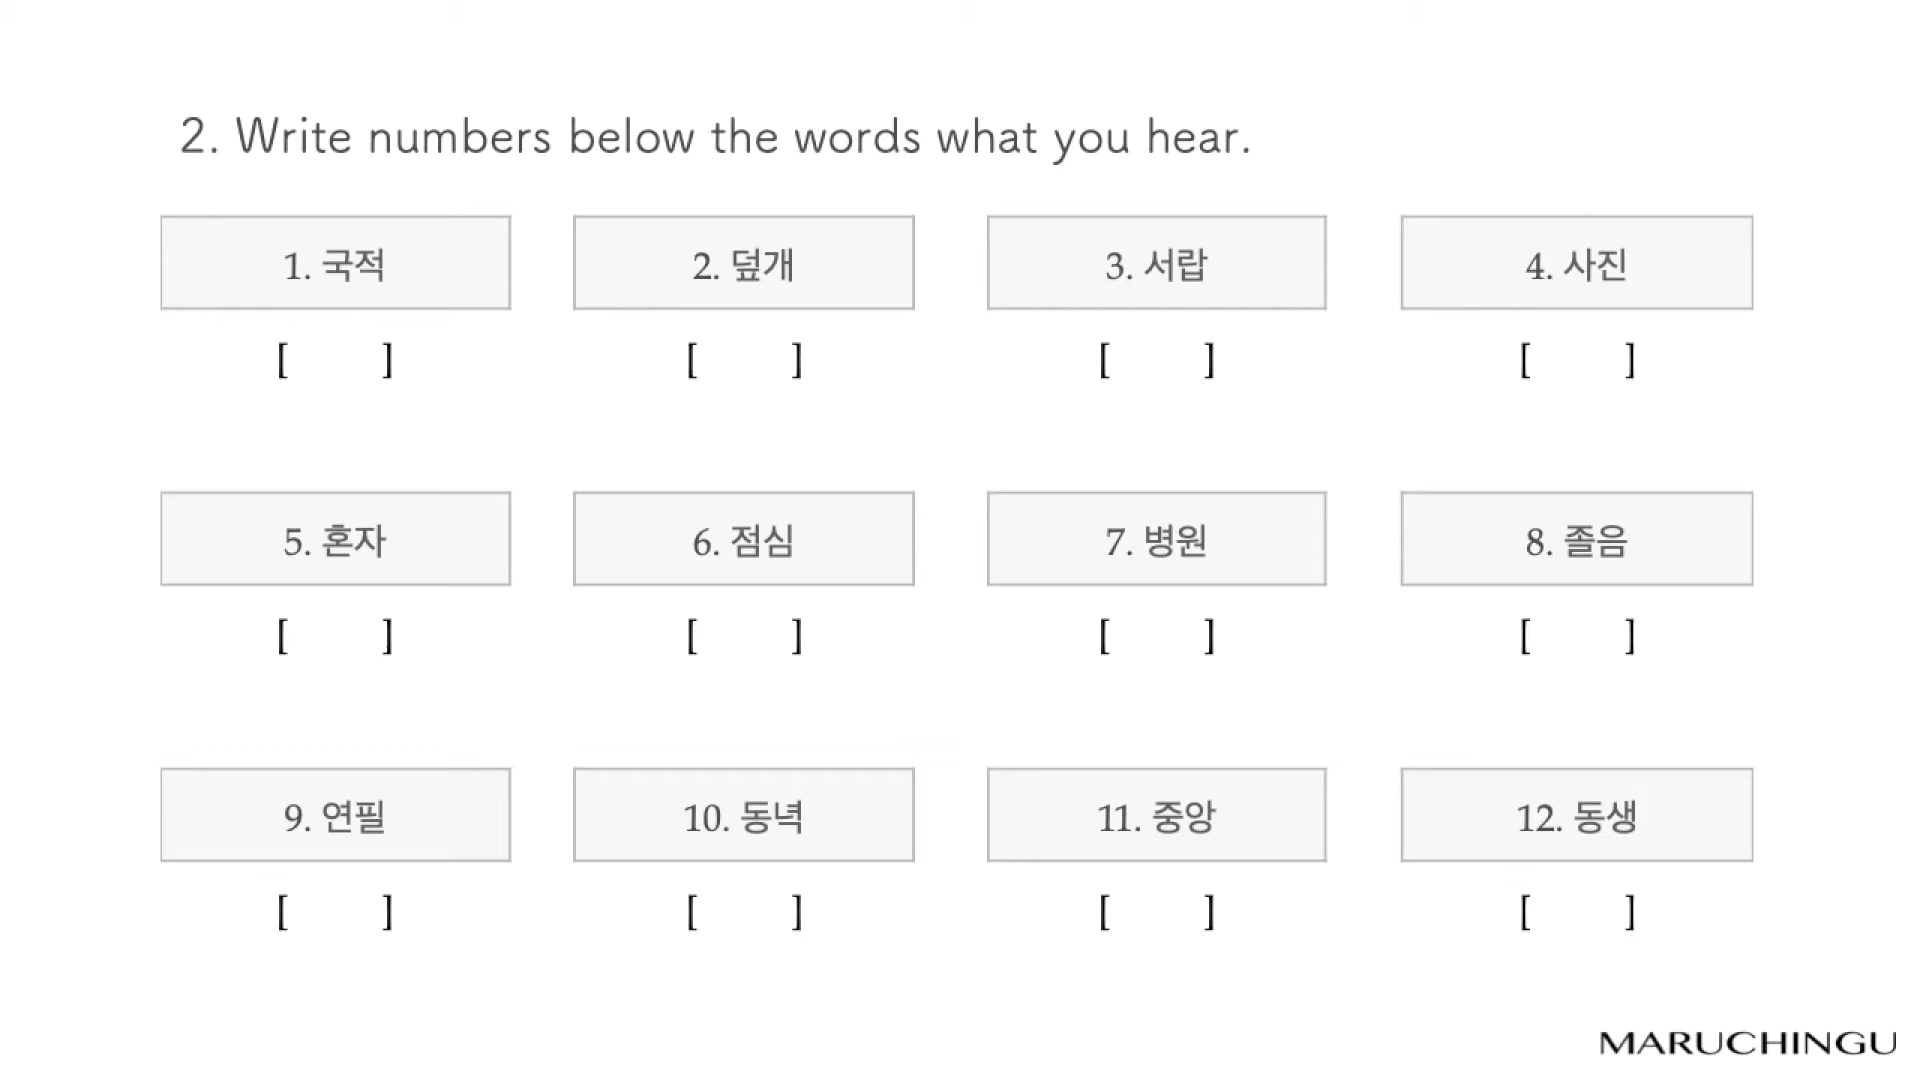 2. Write numbers below the words what you hear.
1. 국적 2. 덮개 3. 서랍 4. 사진
[ ] [ ] [ ] [ ]
5. 혼자 6. 점심 7. 병원 8. 졸음
[ ] [ ] [ ] [ ]
9. 연필 10. 동녘 11. 중앙 12. 동생
[ ] [ ] [ ] [ ]
MARUCHINGU